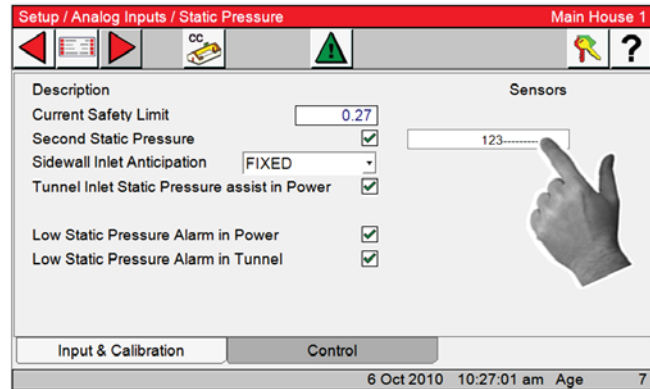 Setup / Analog Inputs / Static Pressure Main House 1
CC
?
Description Sensors
Current Safety Limit 0.27
Second Static Pressure 123---------
Sidewall Inlet Anticipation FIXED
Tunnel Inlet Static Pressure assist in Power
Low Static Pressure Alarm in Power
Low Static Pressure Alarm in Tunnel
Input & Calibration Control
6 Oct 2010 10:27:01 am Age 7